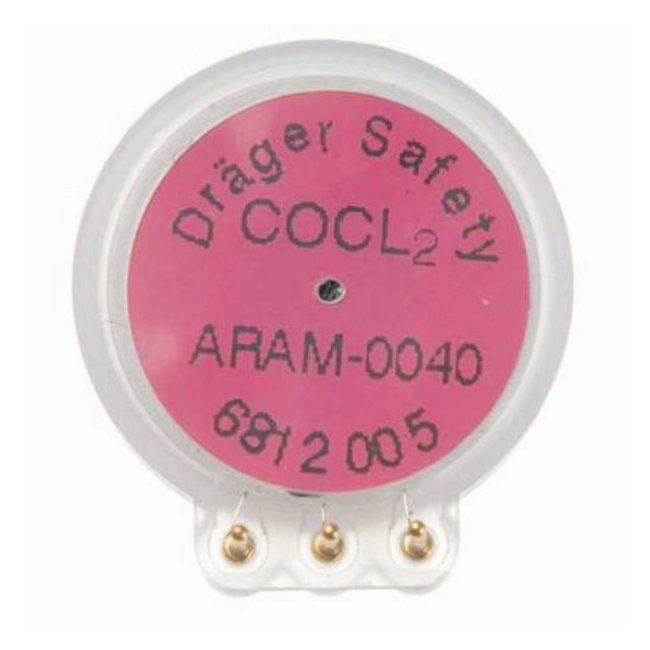 Dräger Safety
COCL₂
ARAM-0040
6812005